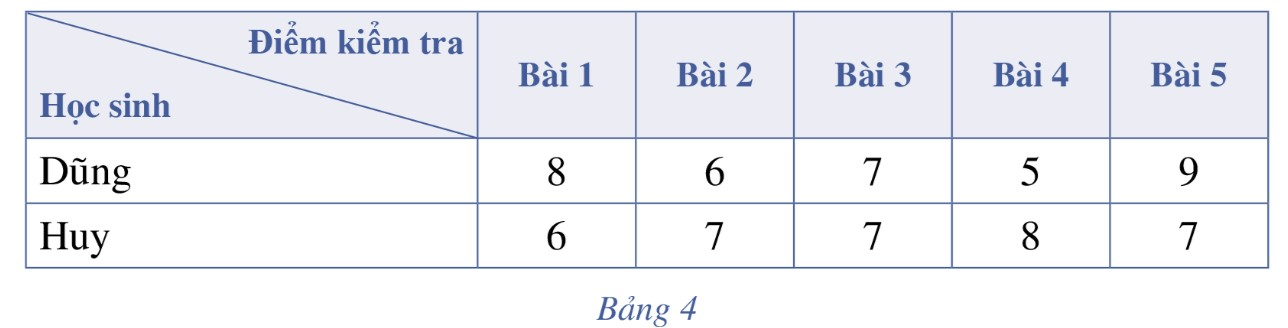 Điểm kiểm tra
Học sinh
Bài 1 Bài 2 Bài 3 Bài 4 Bài 5
Dũng 8 6 7 5 9
Huy 6 7 7 8 7
Bảng 4